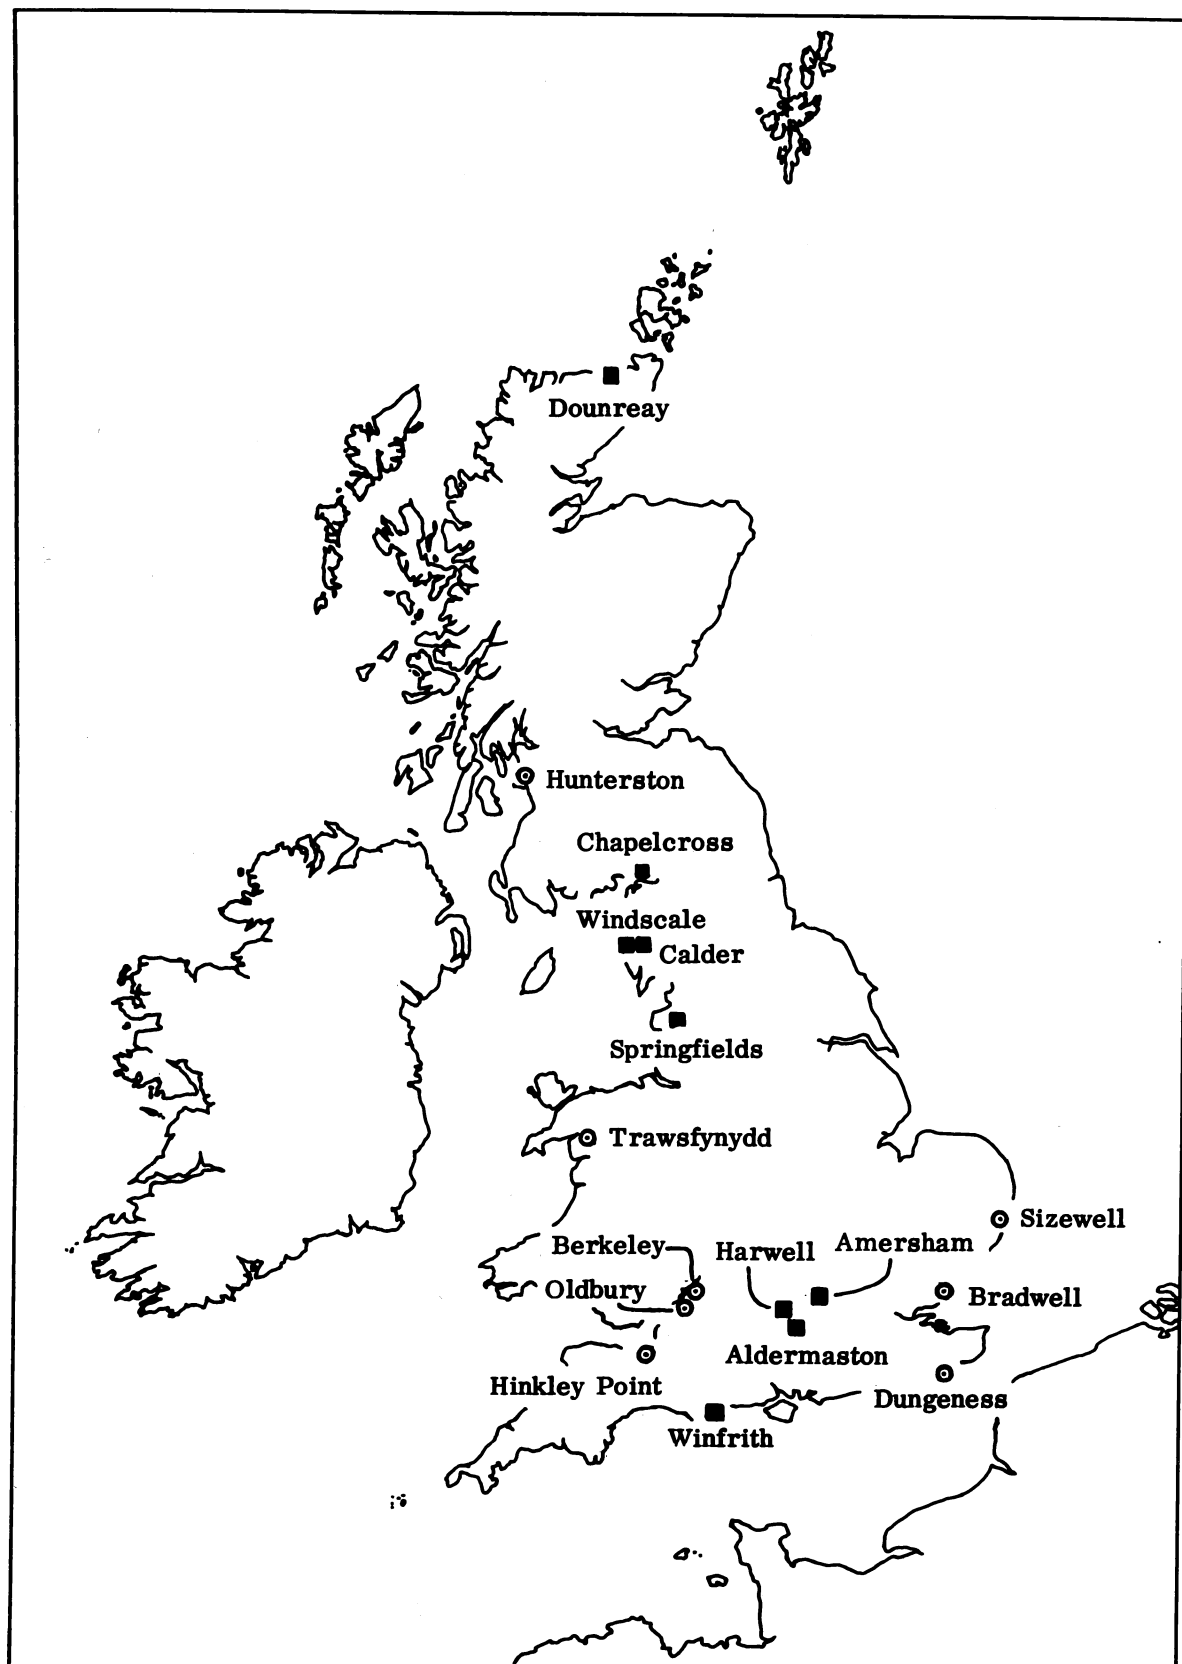 Dounreay
Hunterston
Chapelcross
Windscale
Calder
Springfields
Trawsfynydd
Sizewell
Berkeley
Harwell
Amersham
Oldbury
Bradwell
Aldermaston
Hinkley Point
Dungeness
Winfrith